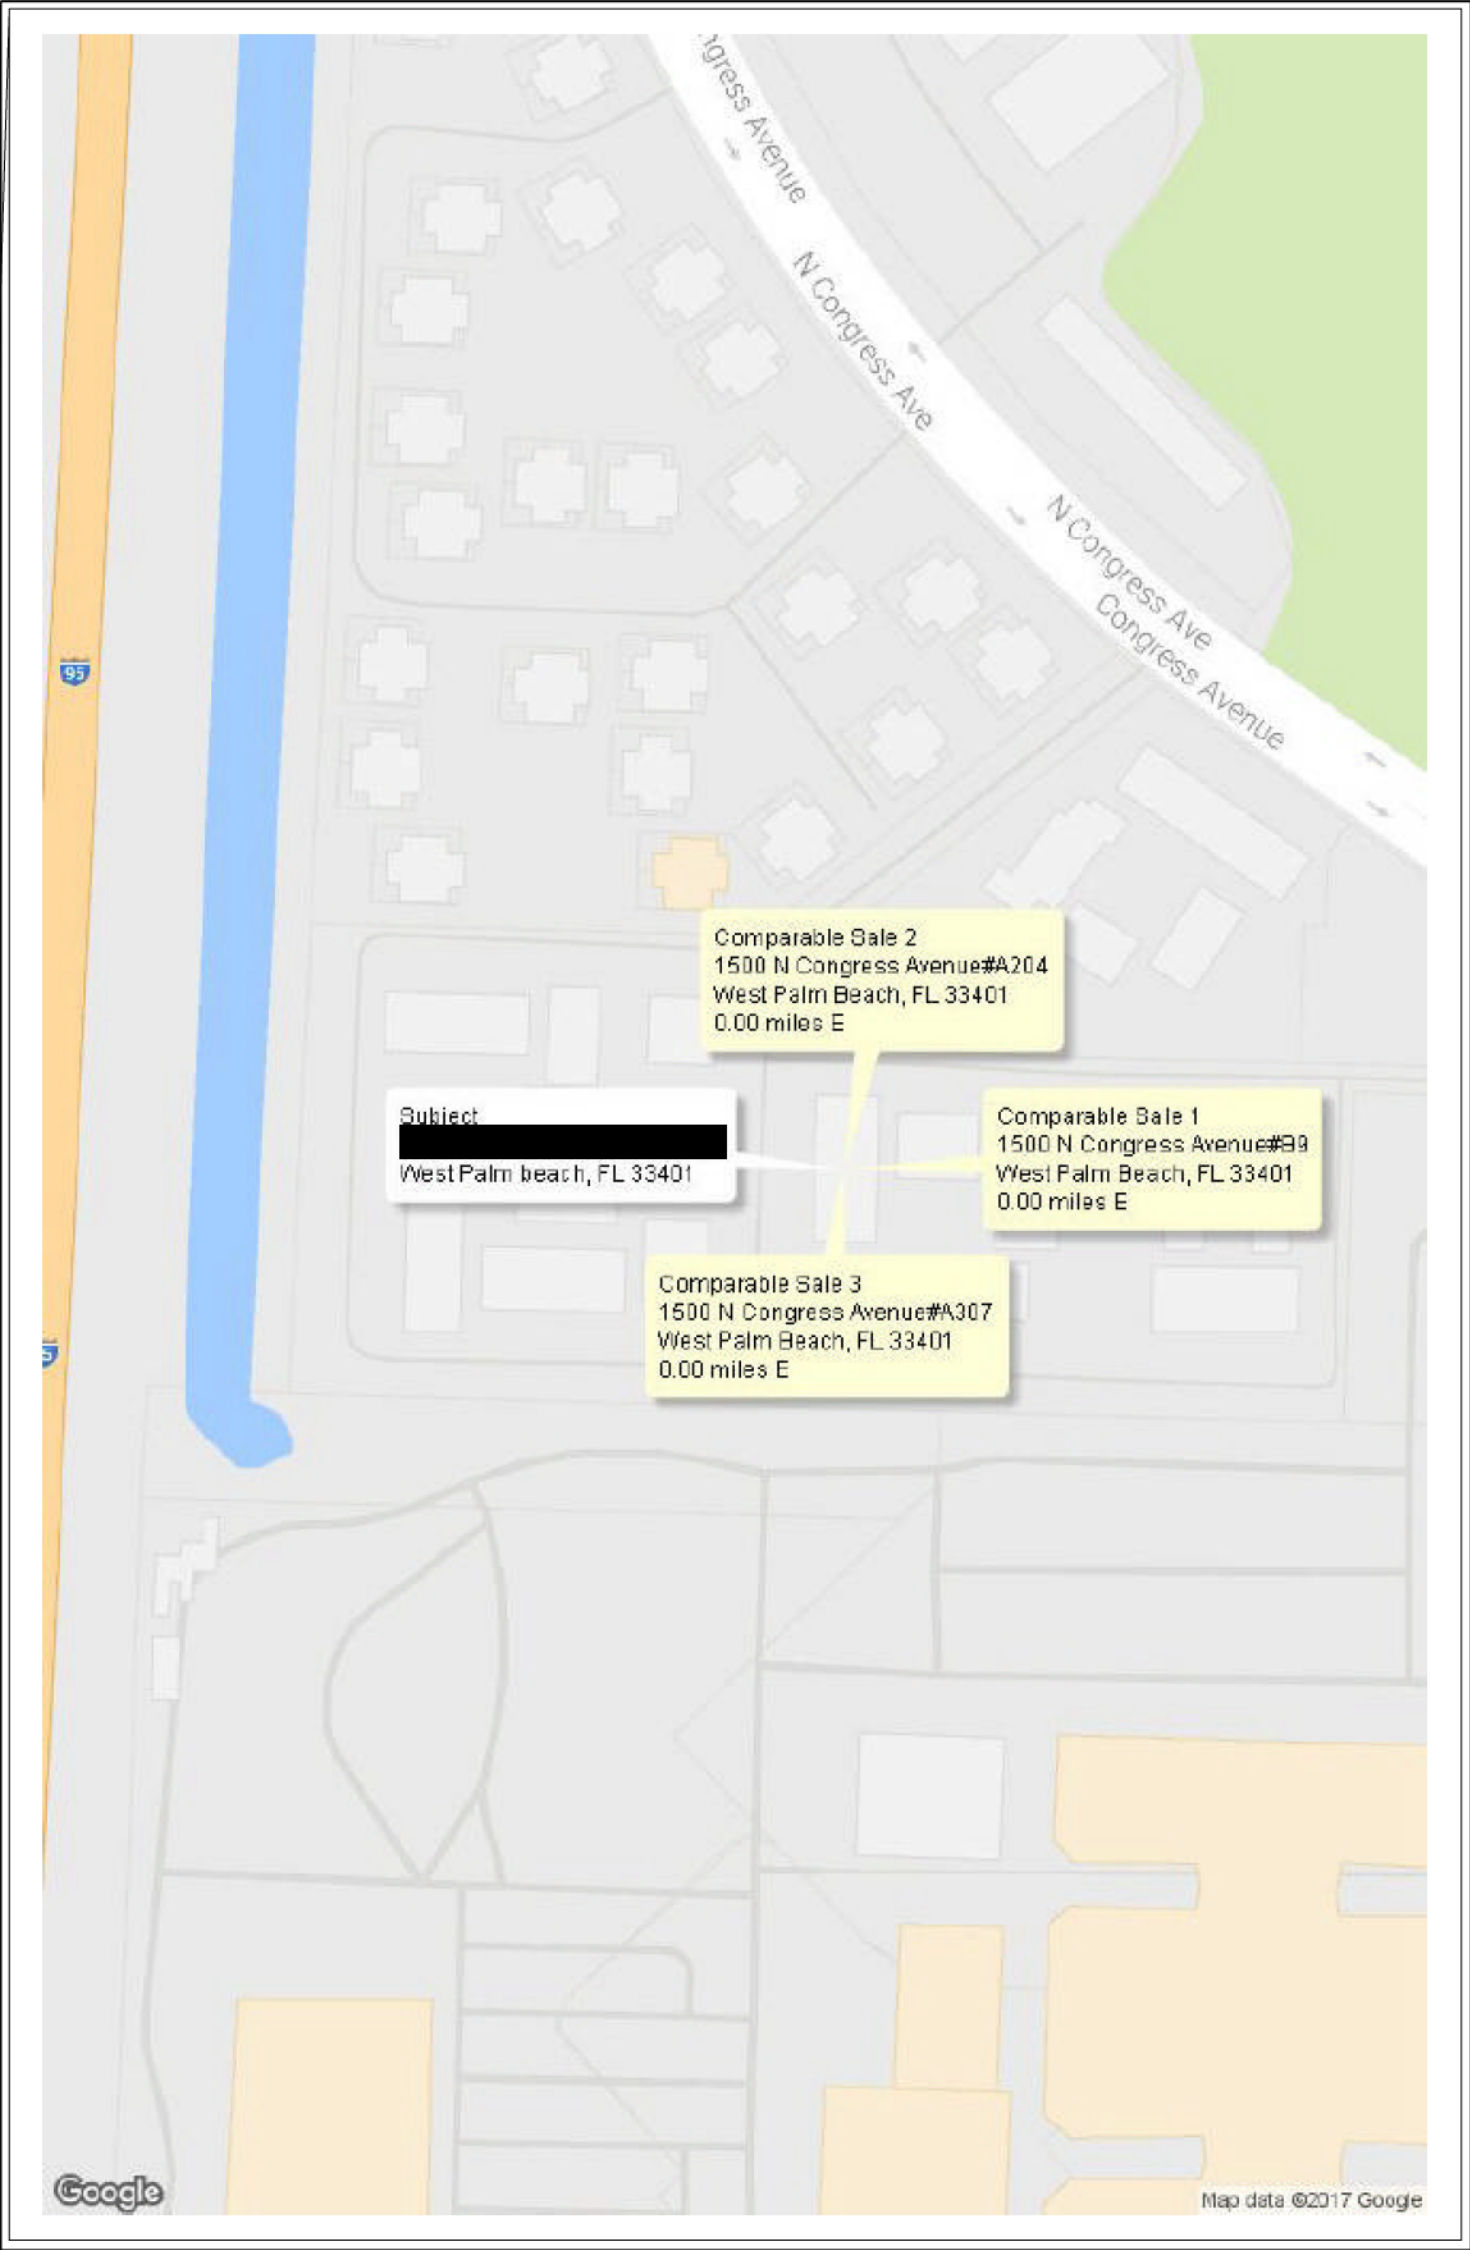 ngress Avenue
N Congress Ave
N Congress Ave
Congress Avenue
95
Comparable Sale 2
1500 N Congress Avenue#A204
West Palm Beach, FL 33401
0.00 miles E
Subject
West Palm beach, FL 33401
Comparable Sale 1
1500 N Congress Avenue#B9
West Palm Beach, FL 33401
0.00 miles E
Comparable Sale 3
1500 N Congress Avenue#A307
West Palm Beach, FL 33401
0.00 miles E
5
Google
Map data ©2017 Google